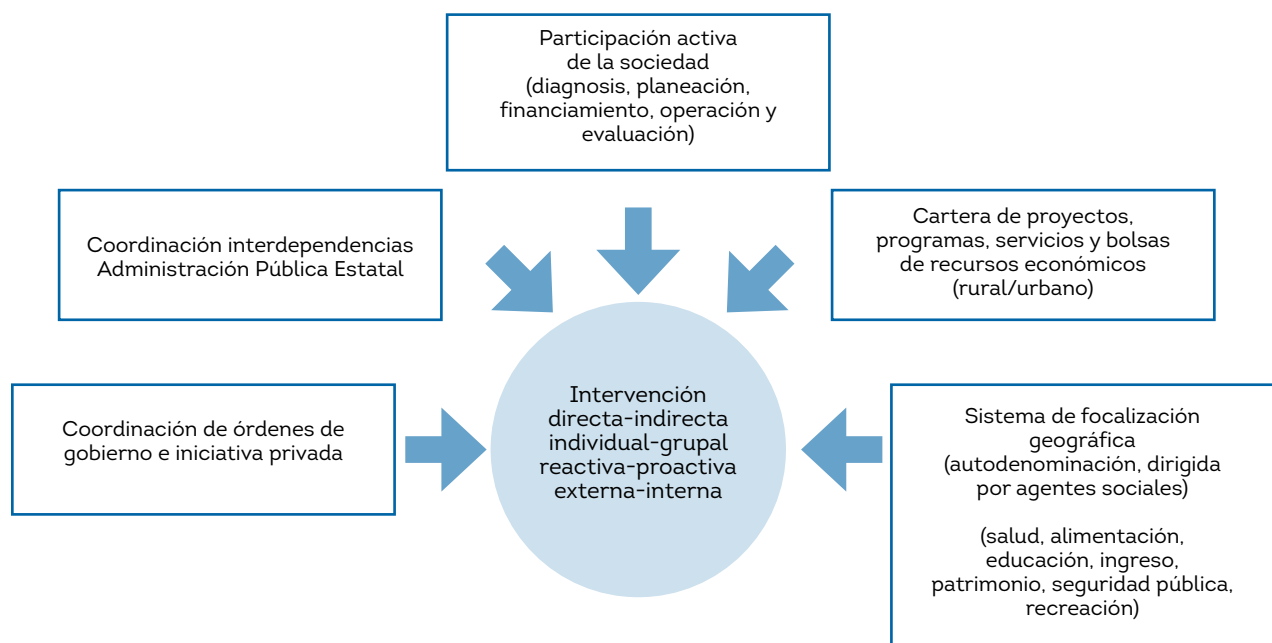 Participación activa
de la sociedad
(diagnosis, planeación,
financiamiento, operación y
evaluación)
Coordinación interdependencias
Administración Pública Estatal
Cartera de proyectos,
programas, servicios y bolsas
de recursos económicos
(rural/urbano)
Coordinación de órdenes de
gobierno e iniciativa privada
Intervención
directa-indirecta
individual-grupal
reactiva-proactiva
externa-interna
Sistema de focalización
geográfica
(autodenominación, dirigida
por agentes sociales)
(salud, alimentación,
educación, ingreso,
patrimonio, seguridad pública,
recreación)